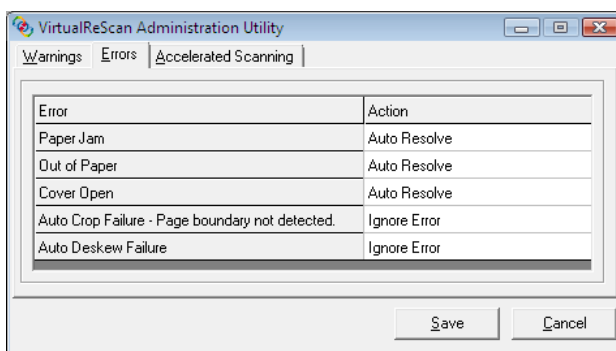 VirtualReScan Administration Utility
Warnings Errors Accelerated Scanning
Error Action
Paper Jam Auto Resolve
Out of Paper Auto Resolve
Cover Open Auto Resolve
Auto Crop Failure - Page boundary not detected. Ignore Error
Auto Deskew Failure Ignore Error
Save Cancel